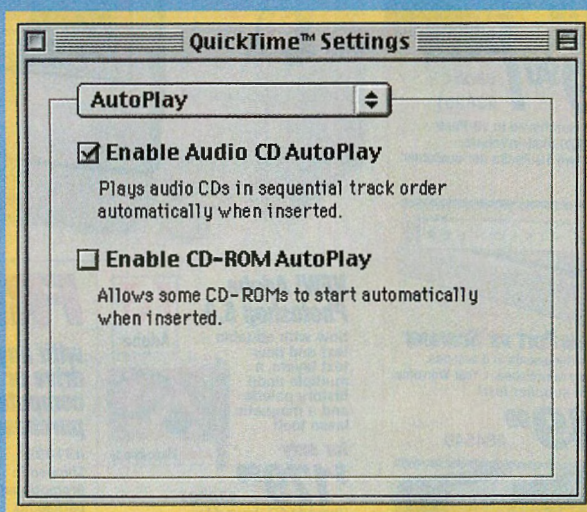 QuickTime™ Settings
AutoPlay
Enable Audio CD AutoPlay
Plays audio CDs in sequential track order
automatically when inserted.
Enable CD-ROM AutoPlay
Allows some CD-ROMs to start automatically
when inserted.